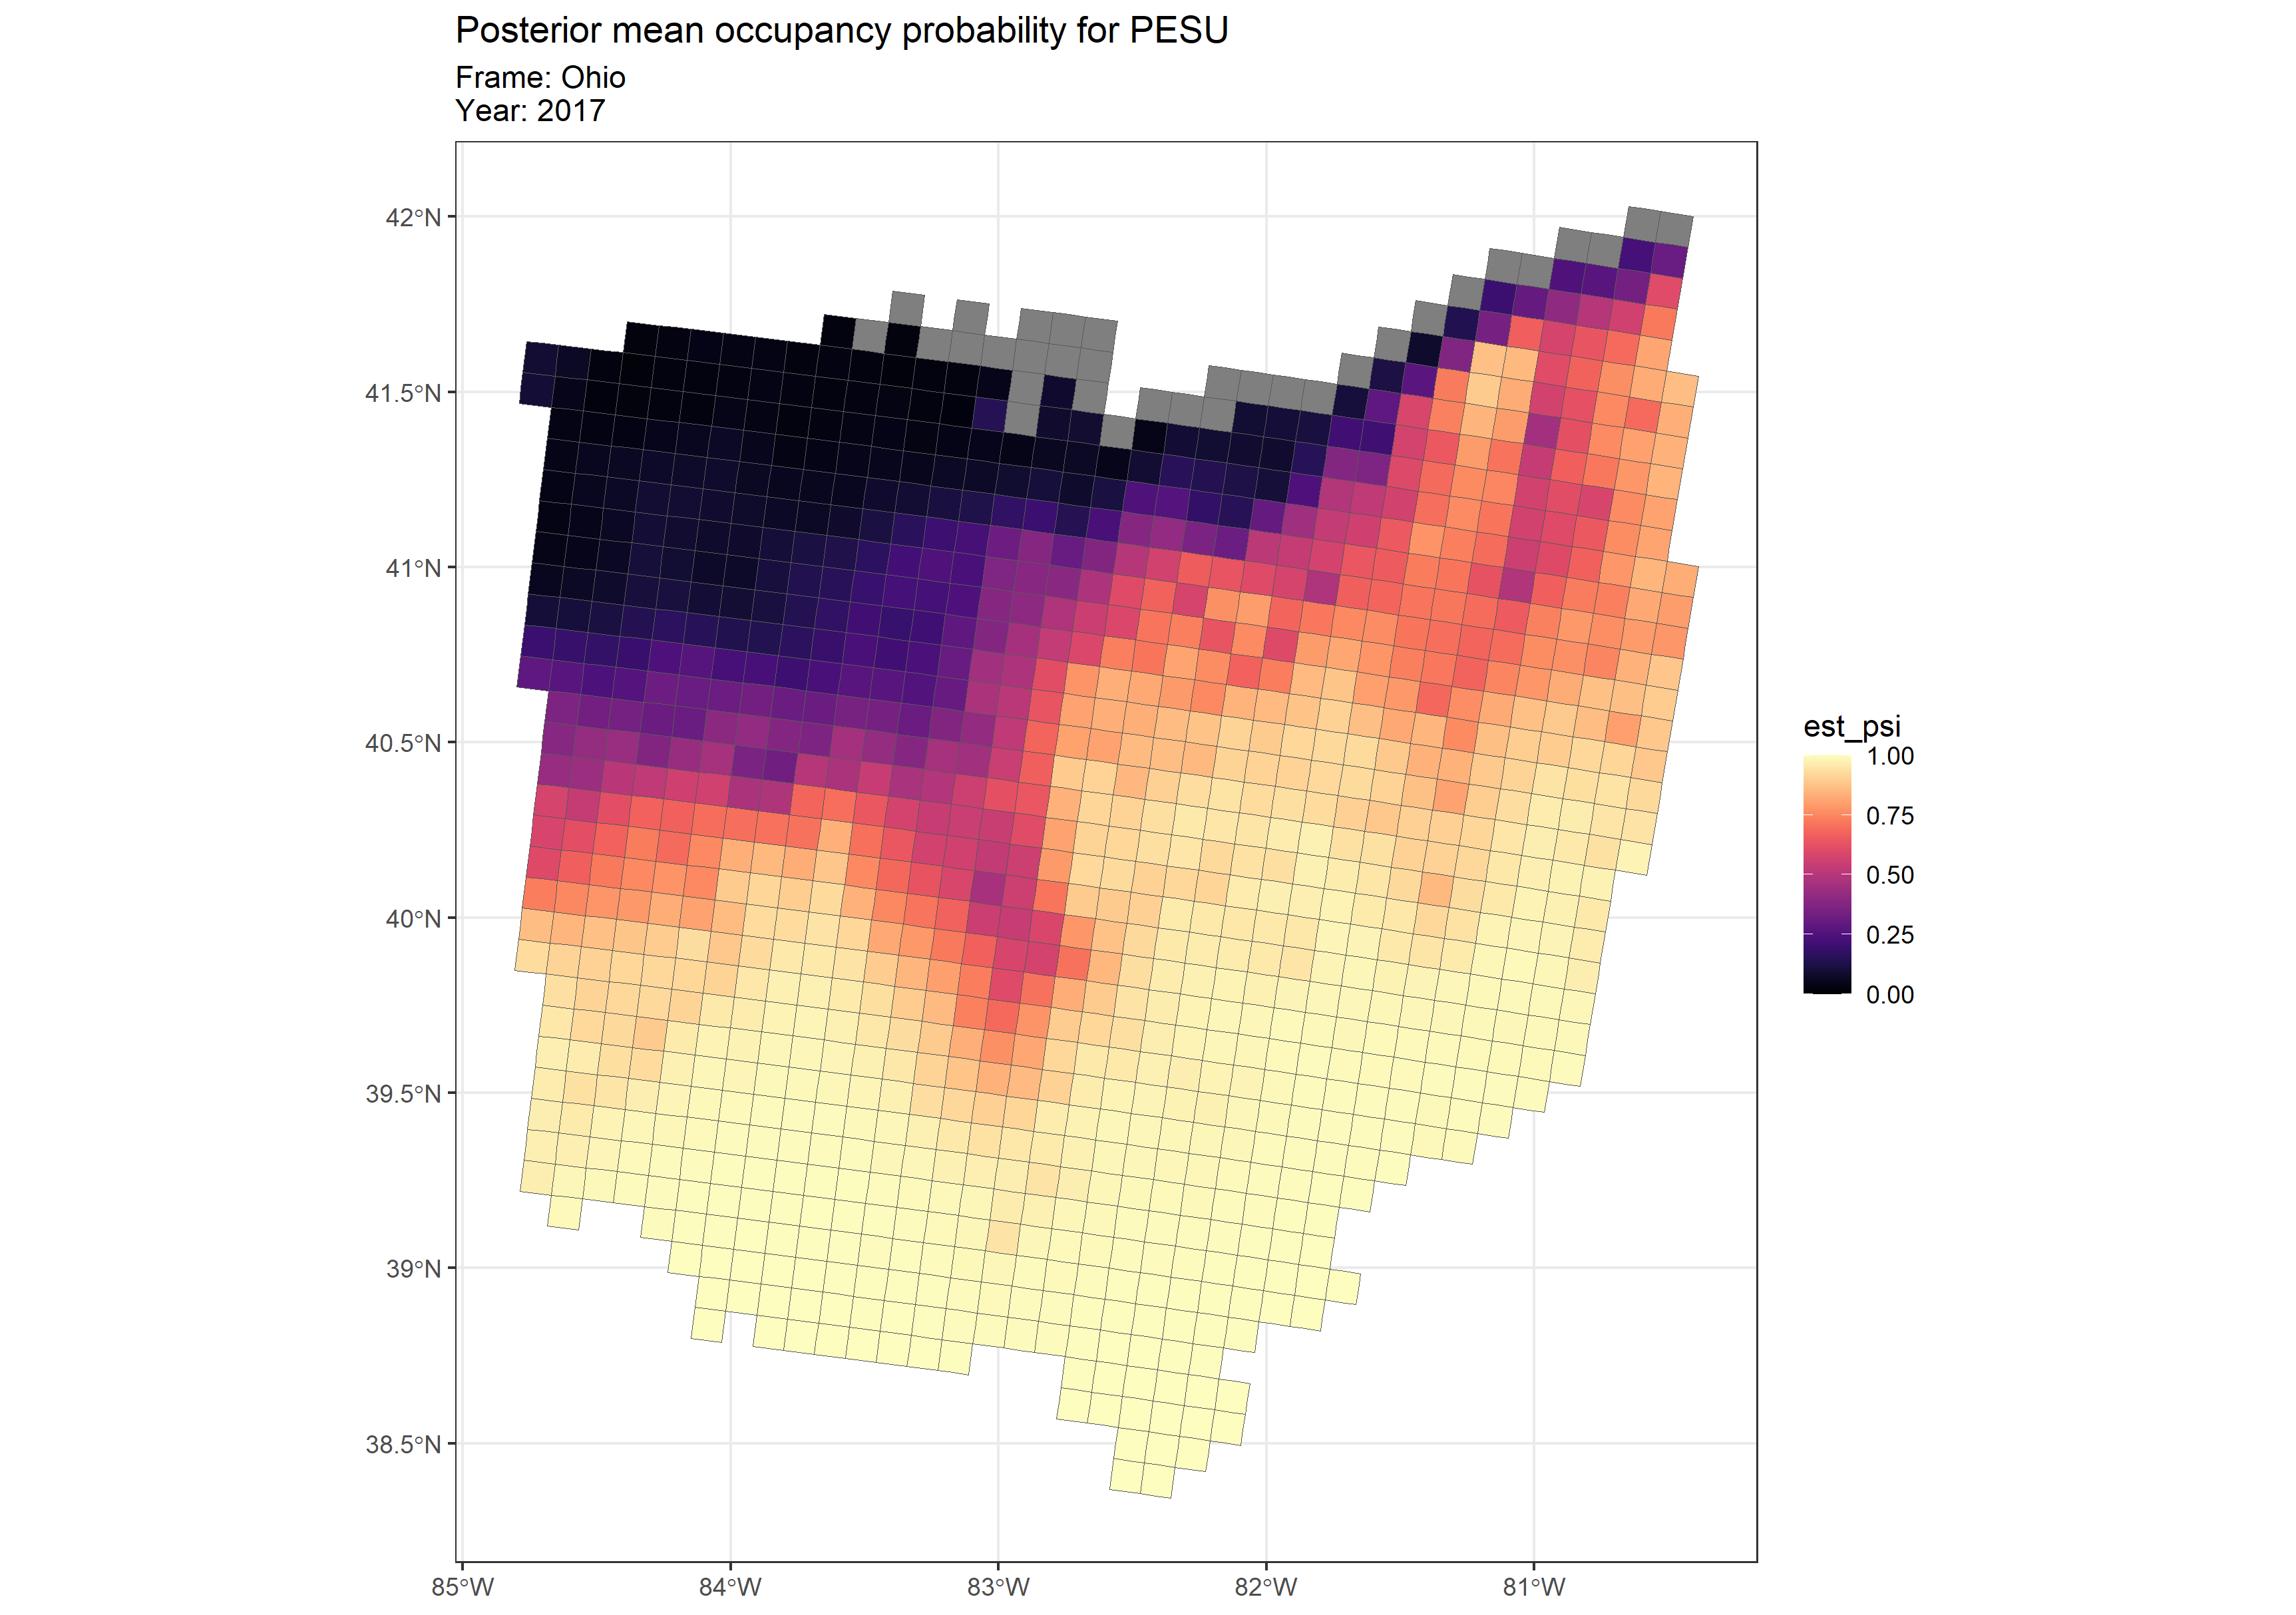 Posterior mean occupancy probability for PESU
Frame: Ohio
Year: 2017
42°N
41.5°N
41°N
40.5°N
40°N
39.5°N
39°N
38.5°N
85°W
84°W
83°W
82°W
81°W
est_psi
1.00
0.75
0.50
0.25
0.00